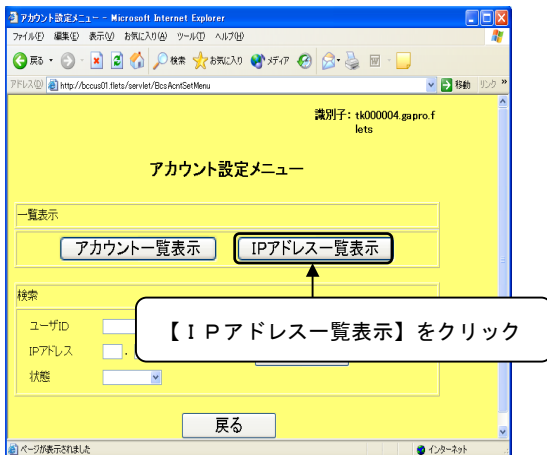 アカウント設定メニュー - Microsoft Internet Explorer
ファイル(F) 編集(E) 表示(V) お気に入り(A) ツール(T) ヘルプ(H)
戻る 検索 お気に入り メディア
アドレス(D) http://bccus01.flets/servlet/BcsAcntSetMenu 移動 リンク »
識別子: tk000004.gapro.f
lets
アカウント設定メニュー
一覧表示
アカウント一覧表示 IPアドレス一覧表示
検索
ユーザID
IPアドレス .
状態
【IPアドレス一覧表示】をクリック
戻る
ページが表示されました インターネット